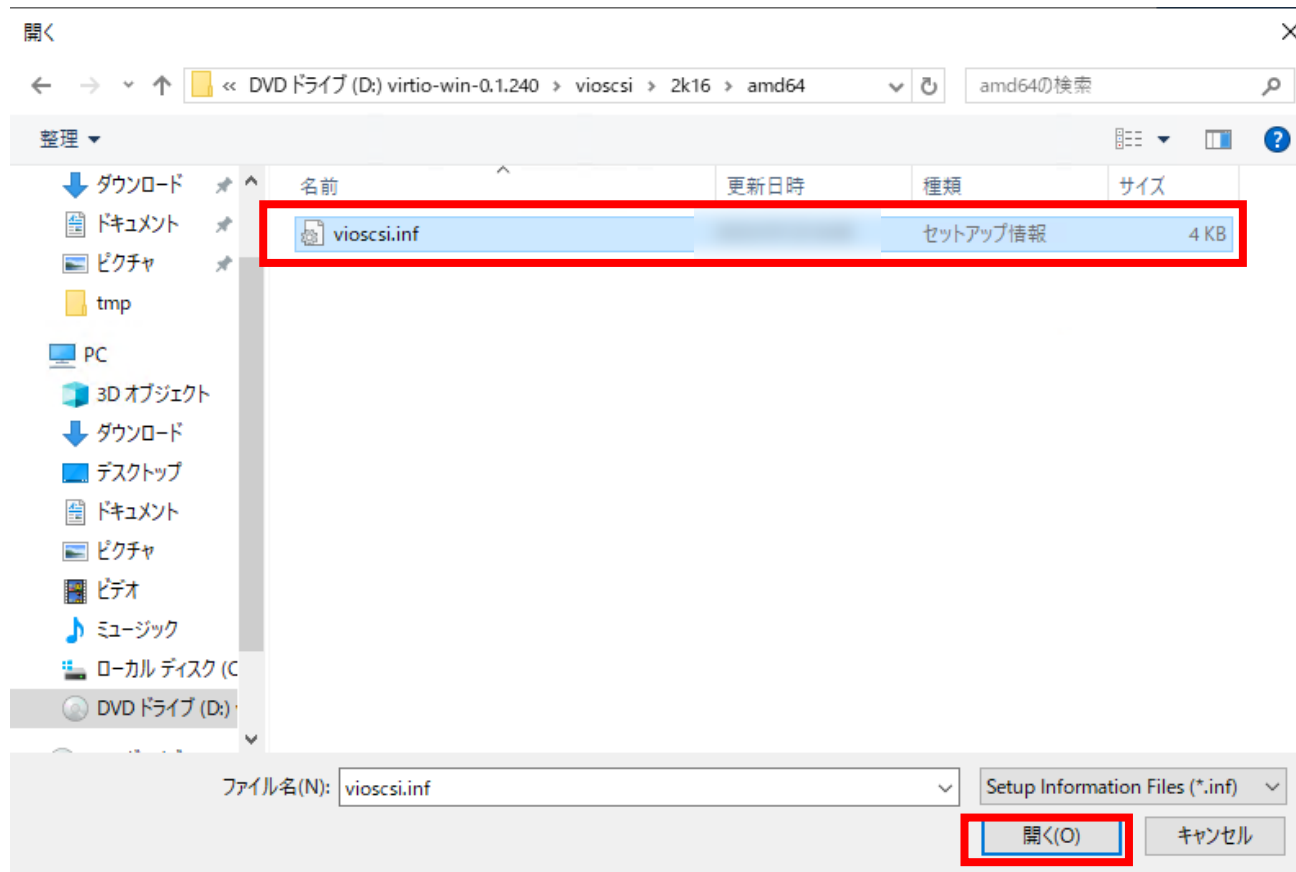 開く
« DVD ドライブ (D:) virtio-win-0.1.240 › vioscsi › 2k16 › amd64
amd64の検索
整理
名前 更新日時 種類 サイズ
vioscsi.inf セットアップ情報 4 KB
ダウンロード
ドキュメント
ピクチャ
tmp
PC
3D オブジェクト
ダウンロード
デスクトップ
ドキュメント
ピクチャ
ビデオ
ミュージック
ローカル ディスク (C
DVD ドライブ (D:)
ファイル名(N): vioscsi.inf Setup Information Files (*.inf)
開く(O) キャンセル